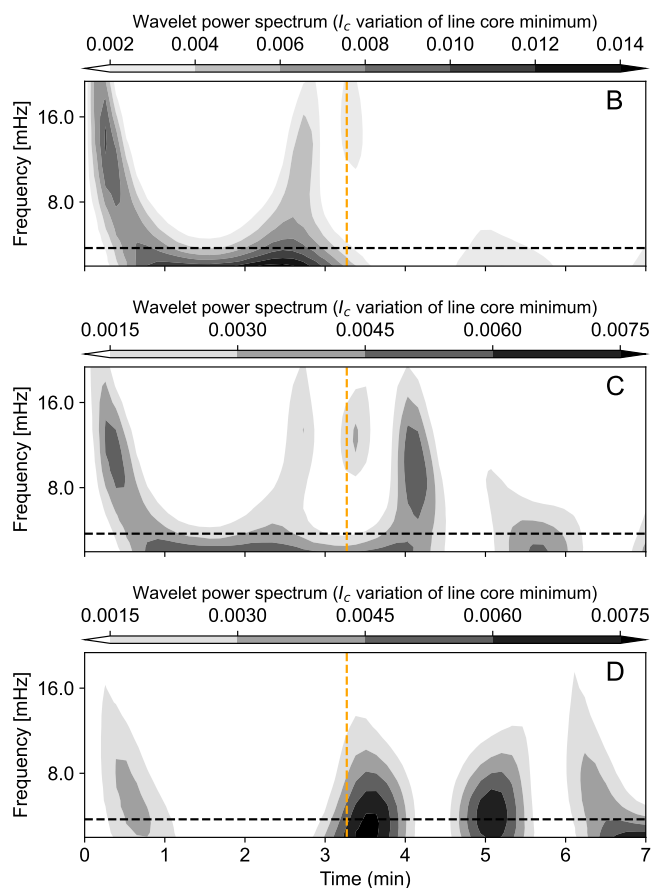 Wavelet power spectrum (I_c variation of line core minimum)
0.002 0.004 0.006 0.008 0.010 0.012 0.014
B
16.0
8.0
Frequency [mHz]
Wavelet power spectrum (I_c variation of line core minimum)
0.0015 0.0030 0.0045 0.0060 0.0075
C
16.0
8.0
Frequency [mHz]
Wavelet power spectrum (I_c variation of line core minimum)
0.0015 0.0030 0.0045 0.0060 0.0075
D
16.0
8.0
Frequency [mHz]
0 1 2 3 4 5 6 7
Time (min)